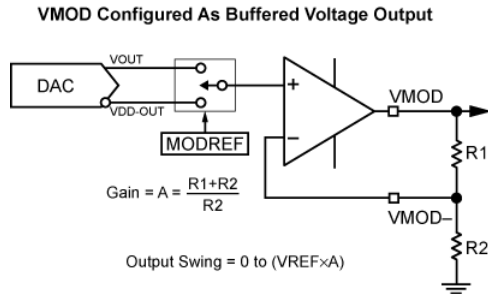 VMOD Configured As Buffered Voltage Output
VOUT
DAC
VDD-OUT
MODREF
+
−
VMOD
R1
VMOD−
R2
Gain = A = R1+R2
R2
Output Swing = 0 to (VREF×A)